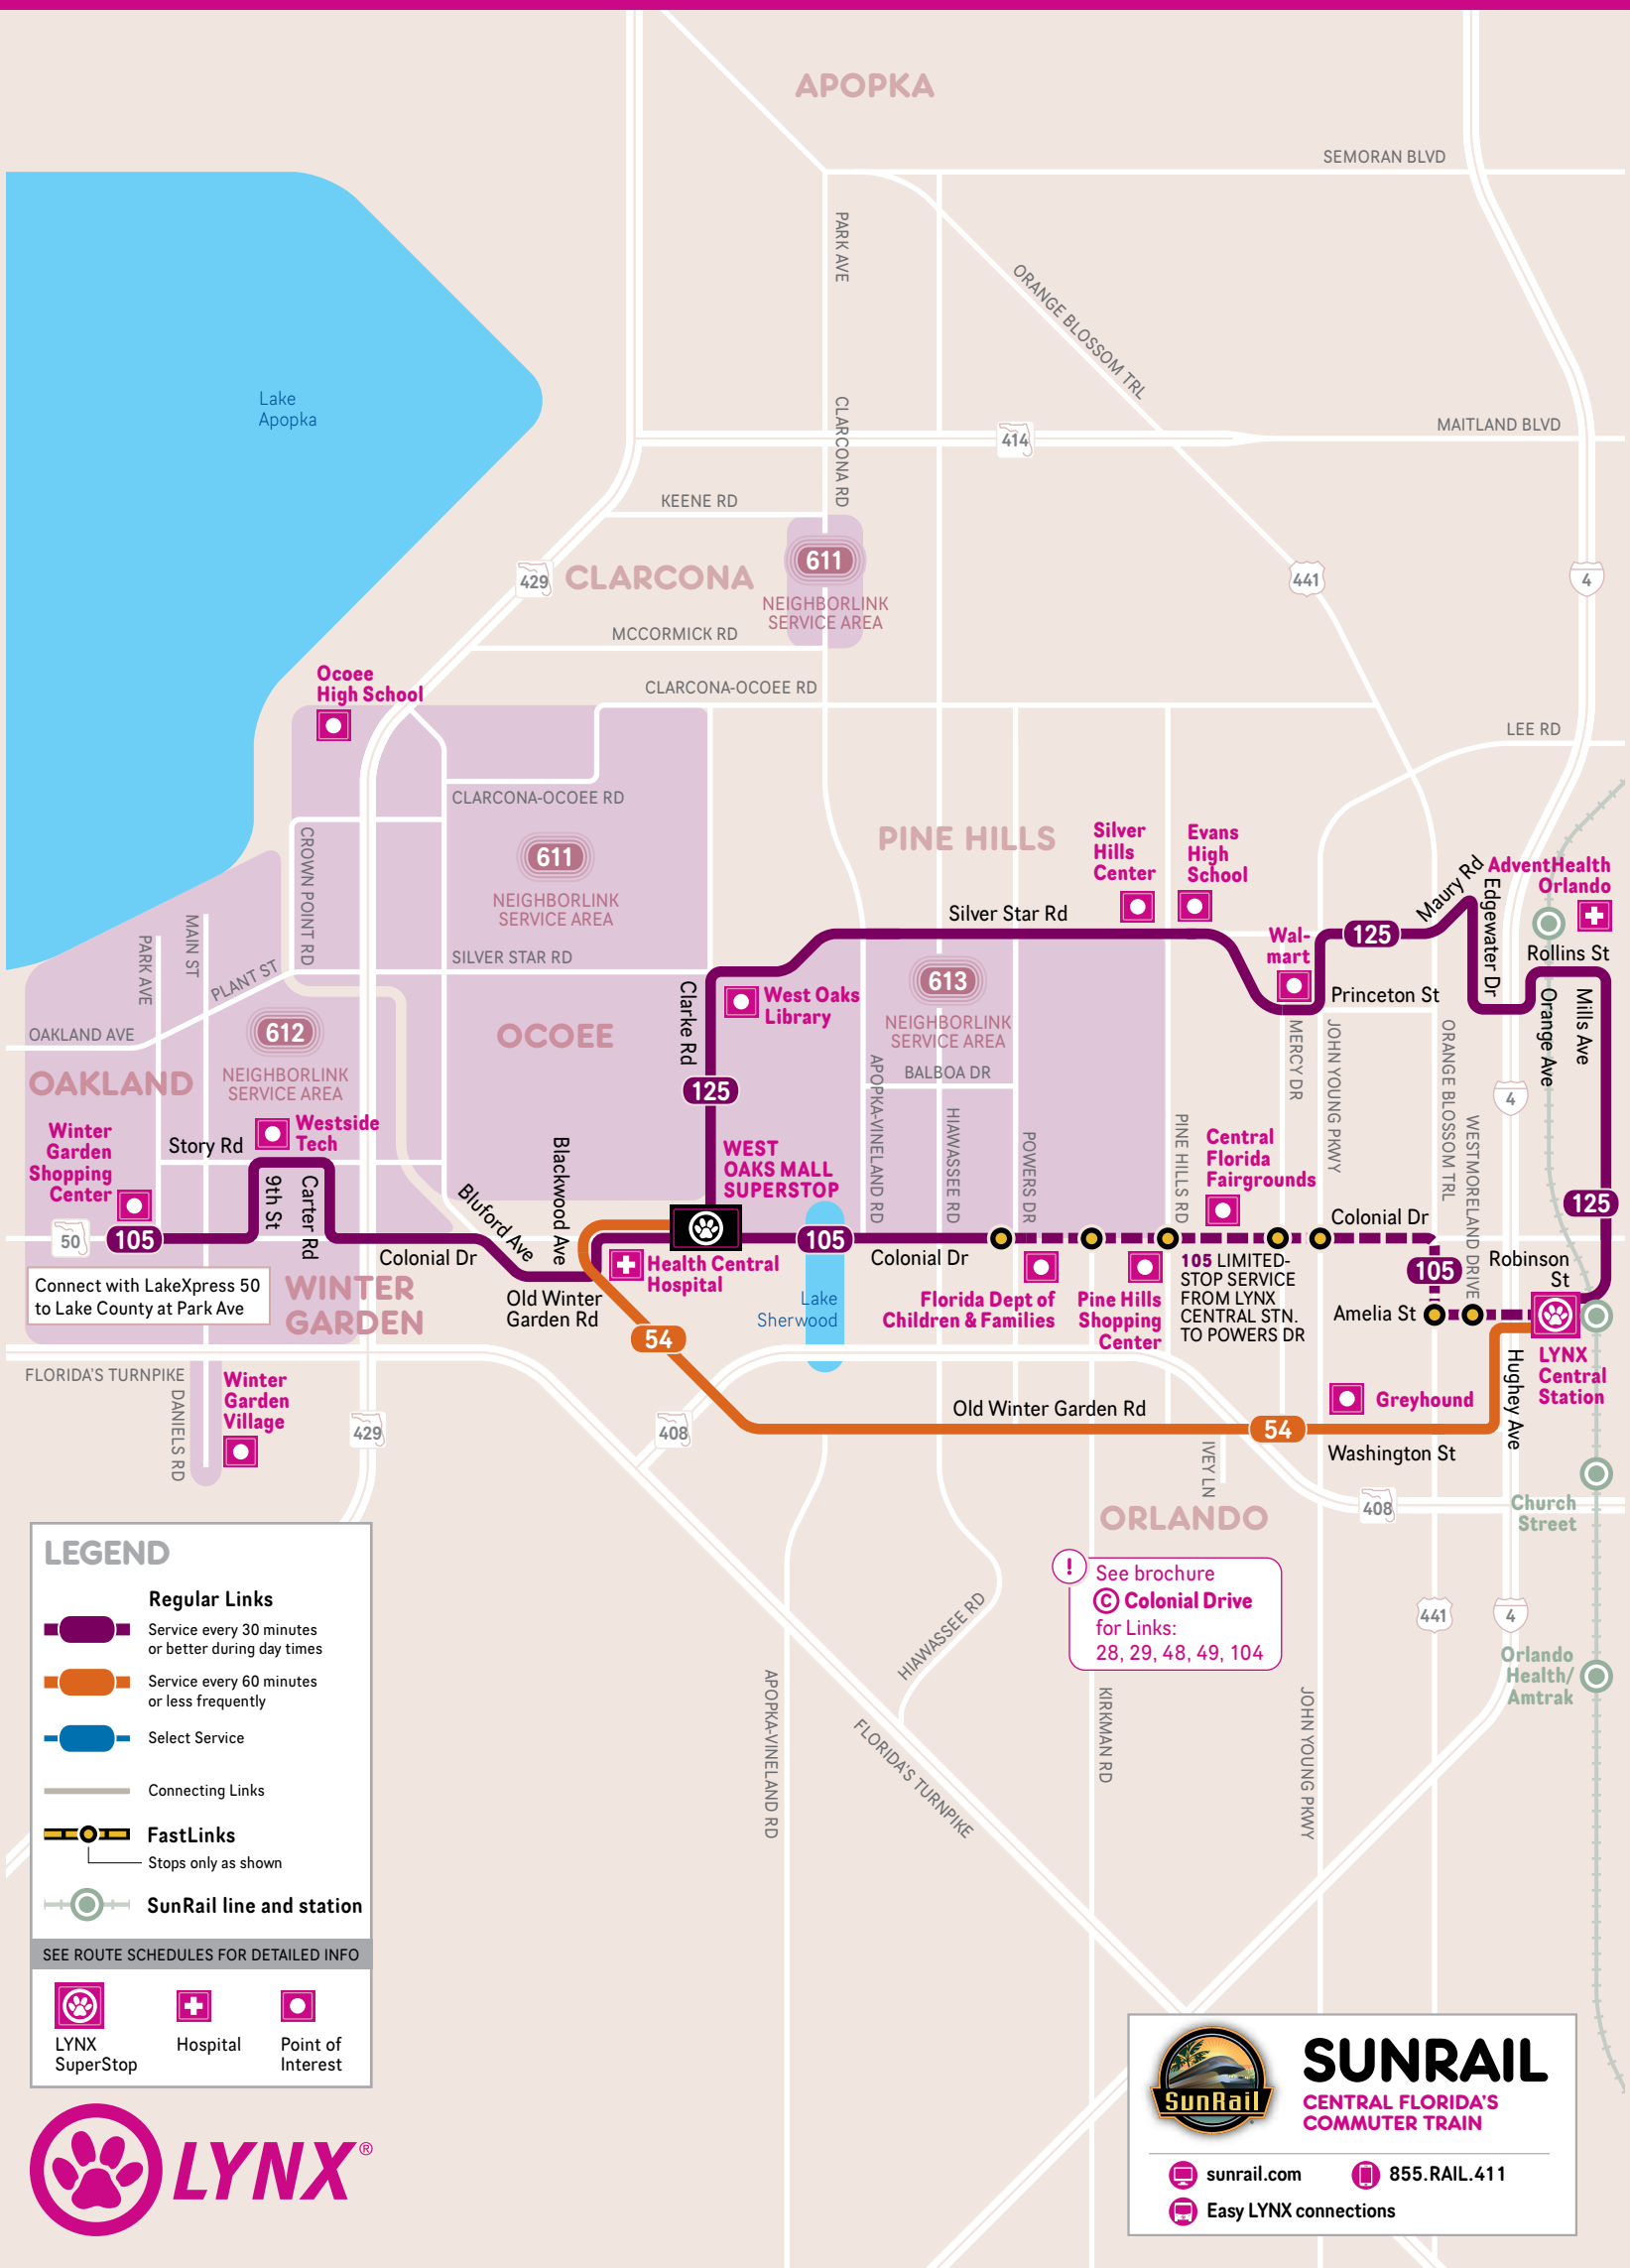 APOPKA
SEMORAN BLVD
PARK AVE
ORANGE BLOSSOM TRL
Lake
Apopka
CLARCONA RD
414
MAITLAND BLVD
KEENE RD
429
CLARCONA
611
NEIGHBORLINK
SERVICE AREA
441
4
MCCORMICK RD
Ocoee
High School
CLARCONA-OCOEE RD
LEE RD
CLARCONA-OCOEE RD
CROWN POINT RD
611
NEIGHBORLINK
SERVICE AREA
PINE HILLS
Silver
Hills
Center
Evans
High
School
Maury Rd
AdventHealth
Orlando
Edgewater Dr
Silver Star Rd
125
Wal-
mart
Rollins St
MAIN ST
PARK AVE
PLANT ST
SILVER STAR RD
Clarke Rd
West Oaks
Library
613
NEIGHBORLINK
SERVICE AREA
Princeton St
Orange Ave
Mills Ave
OAKLAND AVE
612
NEIGHBORLINK
SERVICE AREA
OCOEE
OAKLAND
125
BALBOA DR
APOPKA-VINELAND RD
HIAWASSEE RD
POWERS DR
PINE HILLS RD
MERCY DR
JOHN YOUNG PKWY
ORANGE BLOSSOM TRL
WESTMORELAND DRIVE
4
Winter
Garden
Shopping
Center
Story Rd
Westside
Tech
9th St
Carter Rd
Blackwood Ave
Bluford Ave
WEST
OAKS MALL
SUPERSTOP
Central
Florida
Fairgrounds
125
50
105
Colonial Dr
105
Colonial Dr
Colonial Dr
Health Central
Hospital
105 LIMITED-
STOP SERVICE
FROM LYNX
CENTRAL STN.
TO POWERS DR
105
Robinson
St
Connect with LakeXpress 50
to Lake County at Park Ave
WINTER
GARDEN
Old Winter
Garden Rd
Lake
Sherwood
Florida Dept of
Children & Families
Pine Hills
Shopping
Center
Amelia St
54
LYNX
Central
Station
Hughey Ave
FLORIDA'S TURNPIKE
DANIELS RD
Winter
Garden
Village
429
408
Old Winter Garden Rd
54
Greyhound
Washington St
IVEY LN
408
Church
Street
ORLANDO
LEGEND
Regular Links
Service every 30 minutes
or better during day times
Service every 60 minutes
or less frequently
Select Service
Connecting Links
FastLinks
Stops only as shown
SunRail line and station
SEE ROUTE SCHEDULES FOR DETAILED INFO
LYNX
SuperStop
Hospital
Point of
Interest
!
See brochure
C Colonial Drive
for Links:
28, 29, 48, 49, 104
441
4
Orlando
Health/
Amtrak
HIAWASSEE RD
APOPKA-VINELAND RD
FLORIDA'S TURNPIKE
KIRKMAN RD
JOHN YOUNG PKWY
LYNX®
SunRail
SUNRAIL
CENTRAL FLORIDA'S
COMMUTER TRAIN
sunrail.com
855.RAIL.411
Easy LYNX connections